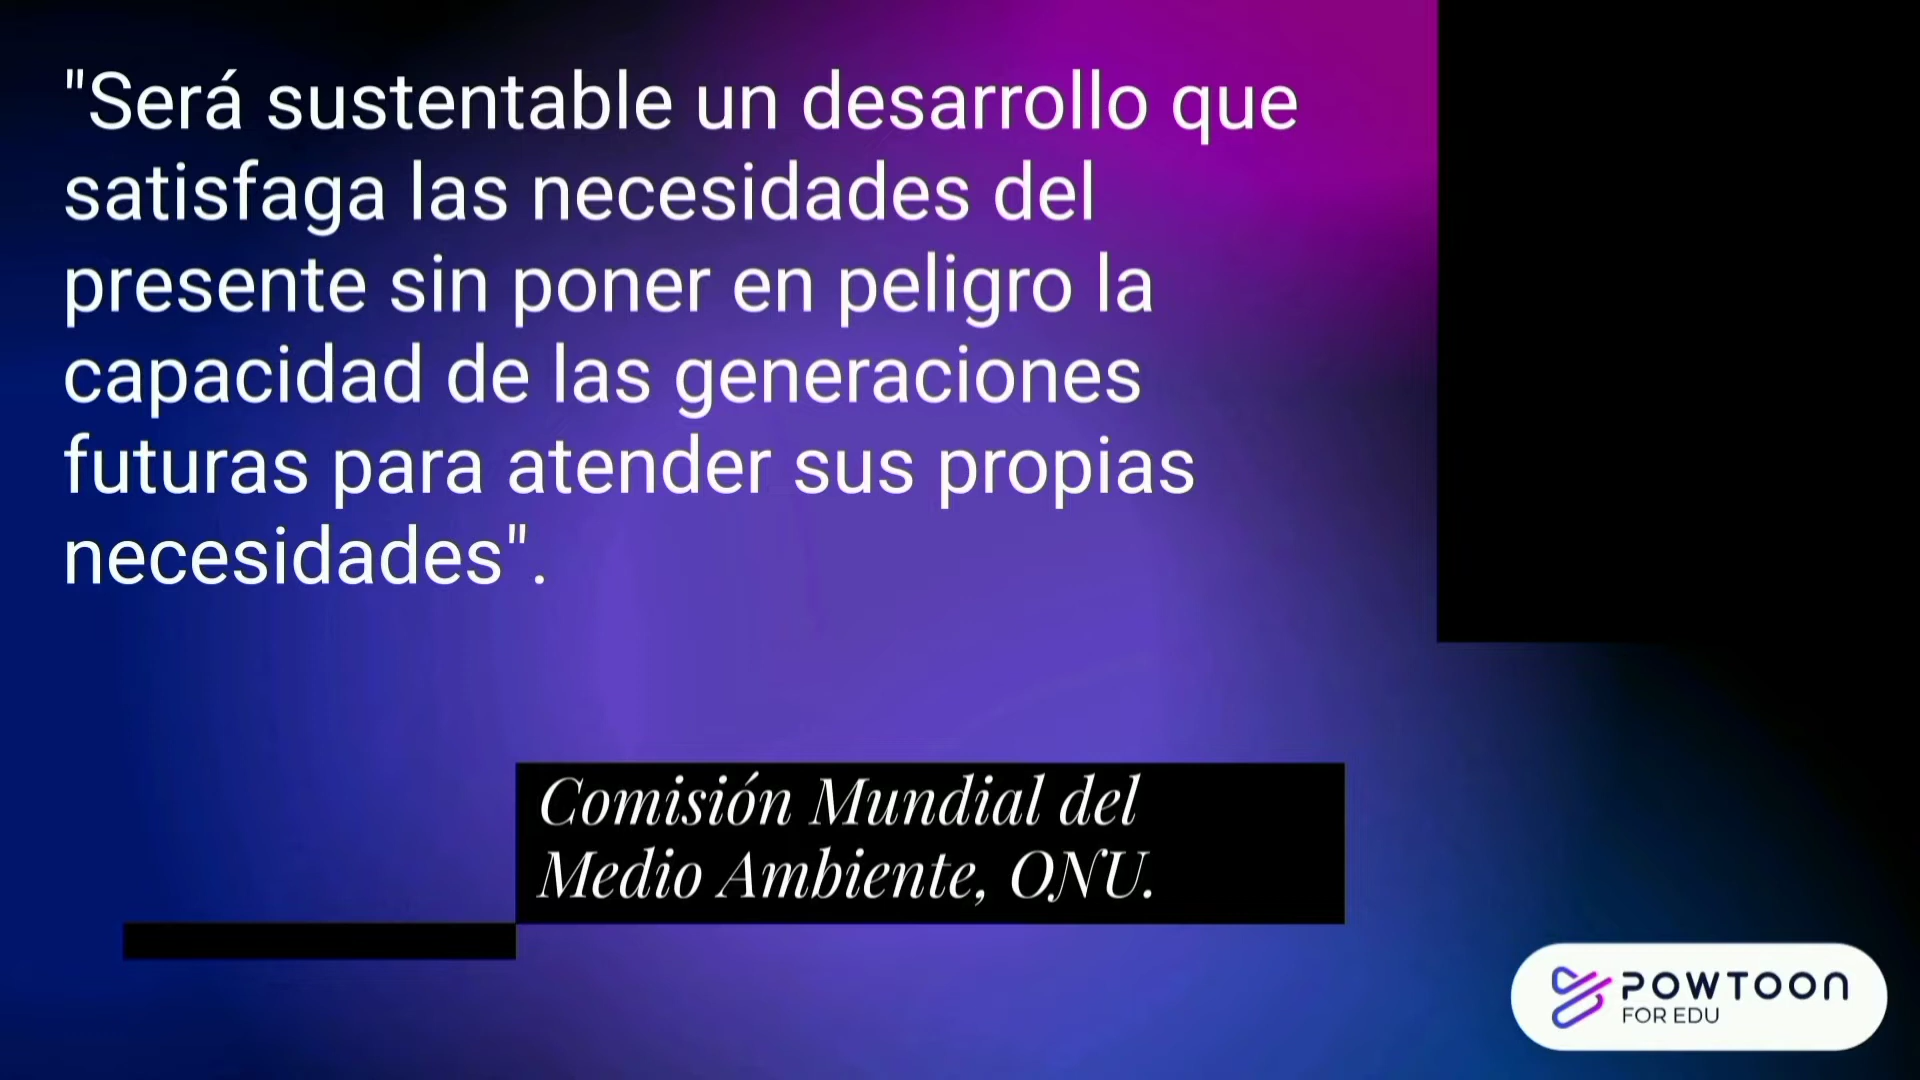 "Será sustentable un desarrollo que
satisfaga las necesidades del
presente sin poner en peligro la
capacidad de las generaciones
futuras para atender sus propias
necesidades".
Comisión Mundial del
Medio Ambiente, ONU.
POWTOON
FOR EDU